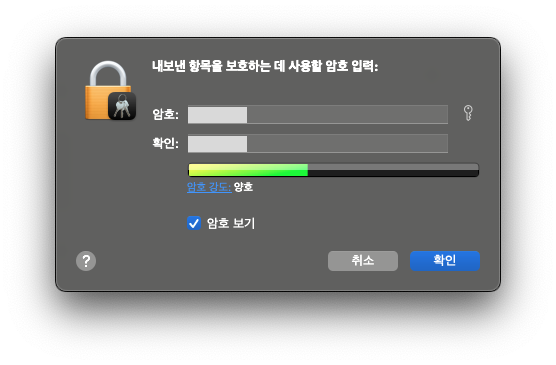 내보낸 항목을 보호하는 데 사용할 암호 입력:
암호:
확인:
암호 강도: 양호
암호 보기
?
취소
확인